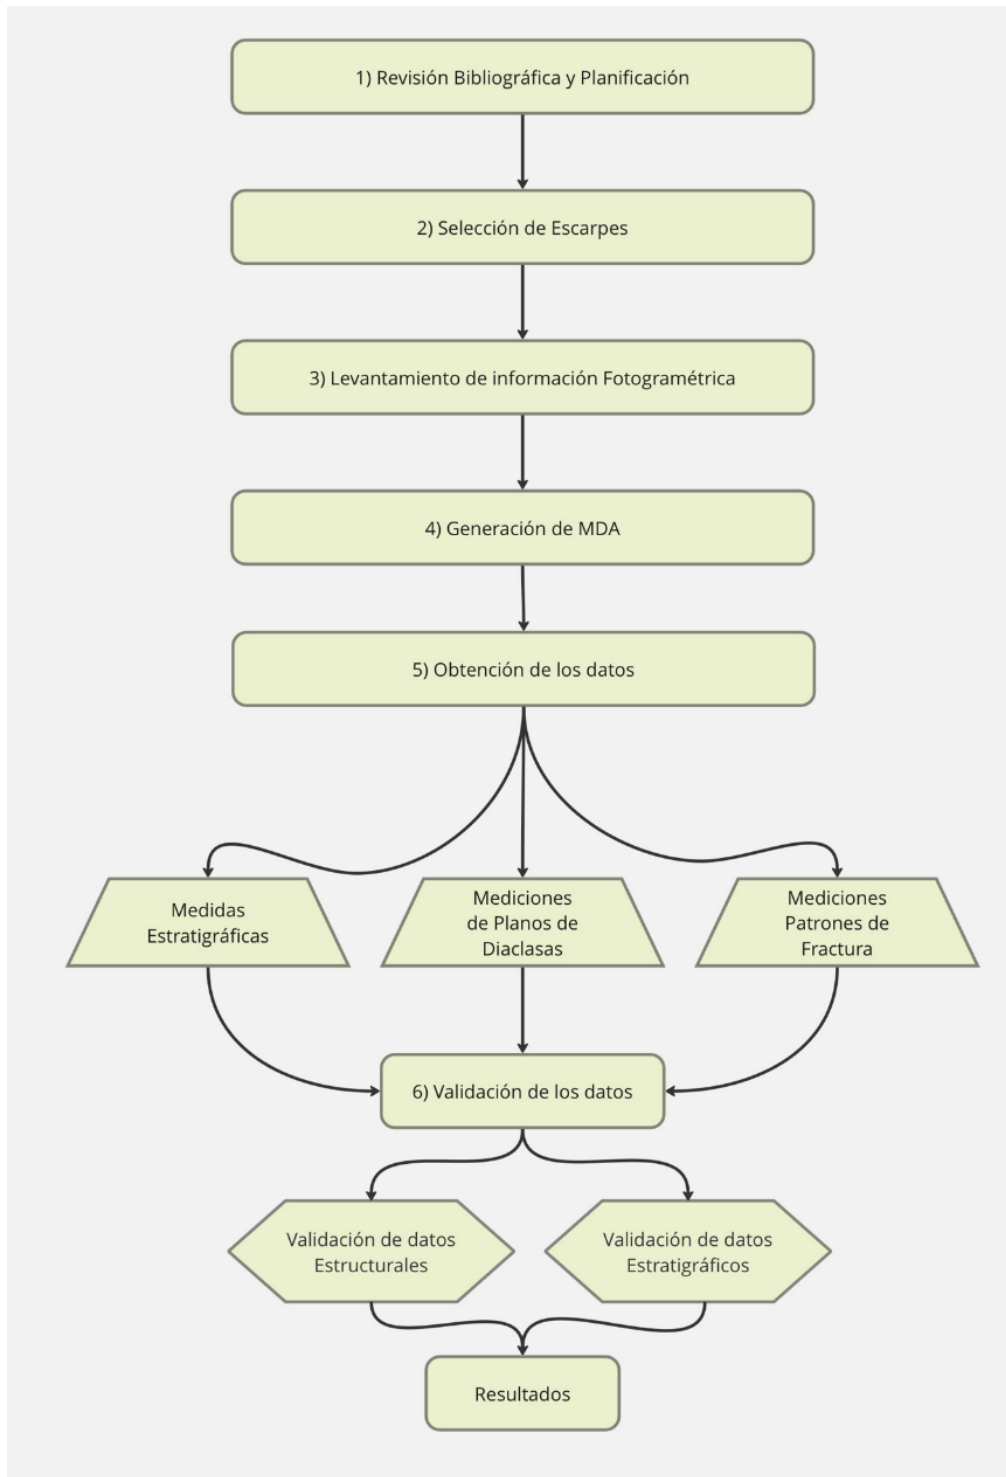 1) Revisión Bibliográfica y Planificación
2) Selección de Escarpes
3) Levantamiento de información Fotogramétrica
4) Generación de MDA
5) Obtención de los datos
Medidas
Estratigráficas
Mediciones
de Planos de
Diaclasas
Mediciones
Patrones de
Fractura
6) Validación de los datos
Validación de datos
Estructurales
Validación de datos
Estratigráficos
Resultados